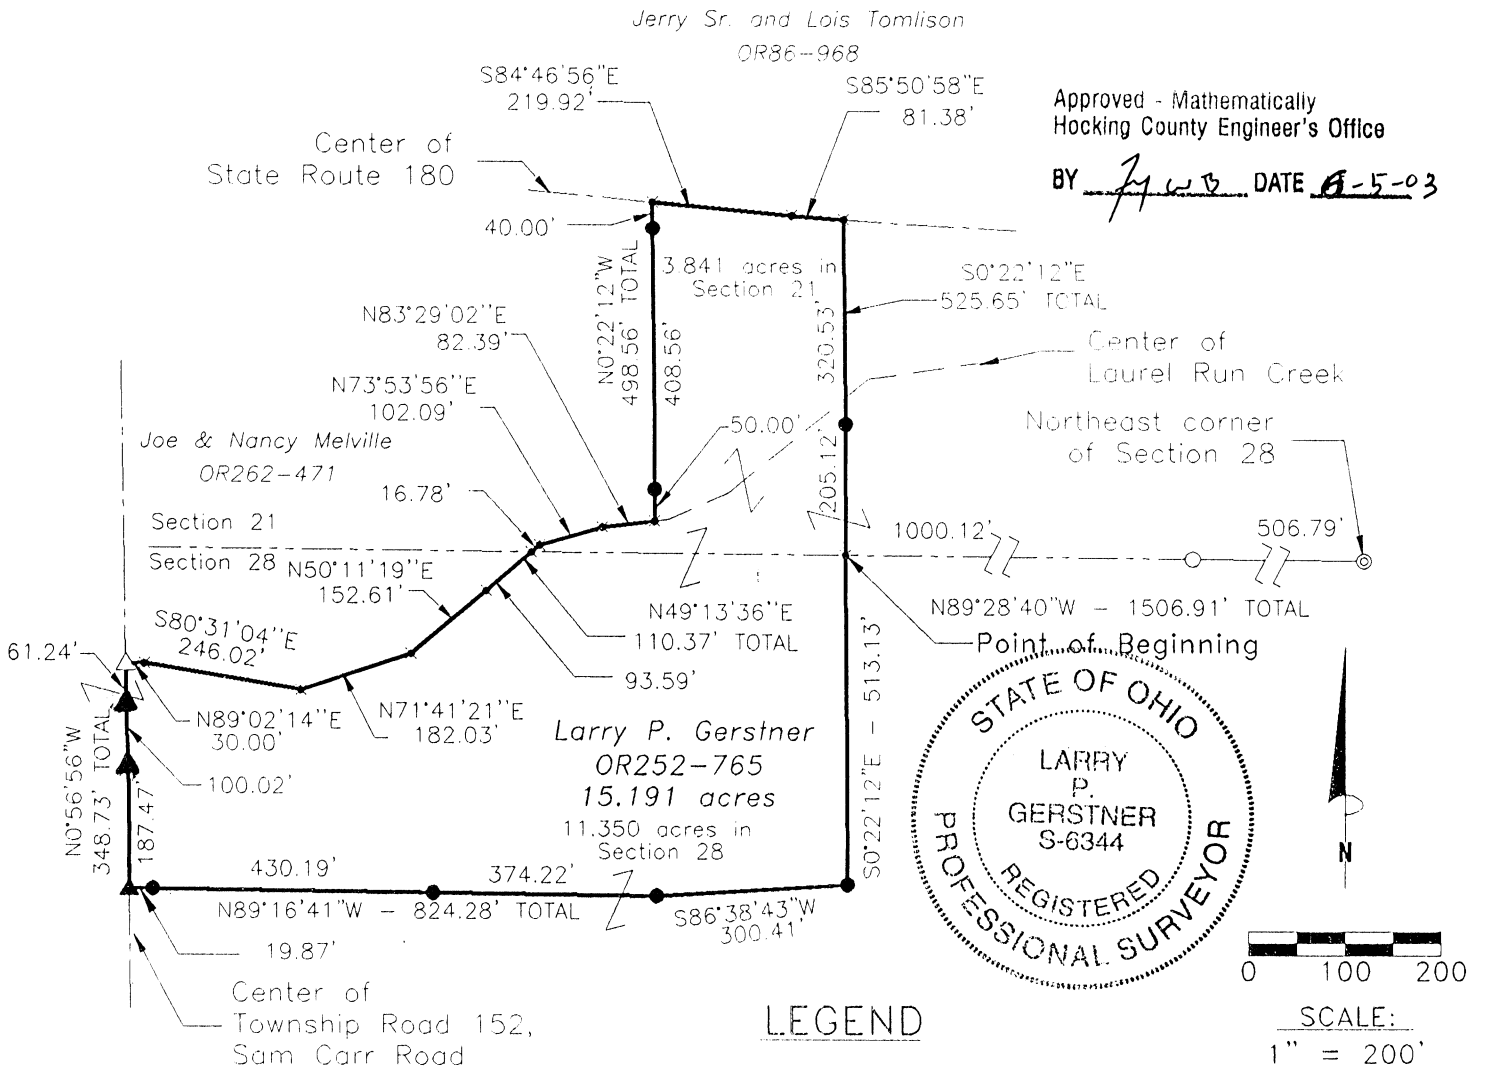 Jerry Sr. and Lois Tomlison
OR86-968
S84°46'56"E
219.92'
S85°50'58"E
81.38'
Approved - Mathematically
Hocking County Engineer's Office
BY DATE 6-5-03
Center of
State Route 180
40.00'
N0°22'12"W
498.56' TOTAL
408.56'
3.841 acres in
Section 21
S0°22'12"E
525.65' TOTAL
320.53'
N83°29'02"E
82.39'
Center of
Laurel Run Creek
N73°53'56"E
102.09'
50.00'
205.12'
Northeast corner
of Section 28
Joe & Nancy Melville
OR262-471
16.78'
Section 21
Section 28
1000.12'
506.79'
N89°28'40"W - 1506.91' TOTAL
Point of Beginning
N50°11'19"E
152.61'
N49°13'36"E
110.37' TOTAL
93.59'
S80°31'04"E
246.02'
61.24'
N89°02'14"E
30.00'
N71°41'21"E
182.03'
100.02'
N0°56'56"W
348.73' TOTAL
187.47'
Larry P. Gerstner
OR252-765
15.191 acres
11.350 acres in
Section 28
S0°22'12"E - 513.13'
430.19'
374.22'
N89°16'41"W - 824.28' TOTAL
S86°38'43"W
300.41'
19.87'
Center of
Township Road 152,
Sam Carr Road
STATE OF OHIO
LARRY
P.
GERSTNER
S-6344
REGISTERED
PROFESSIONAL SURVEYOR
N
0 100 200
SCALE:
1" = 200'
LEGEND